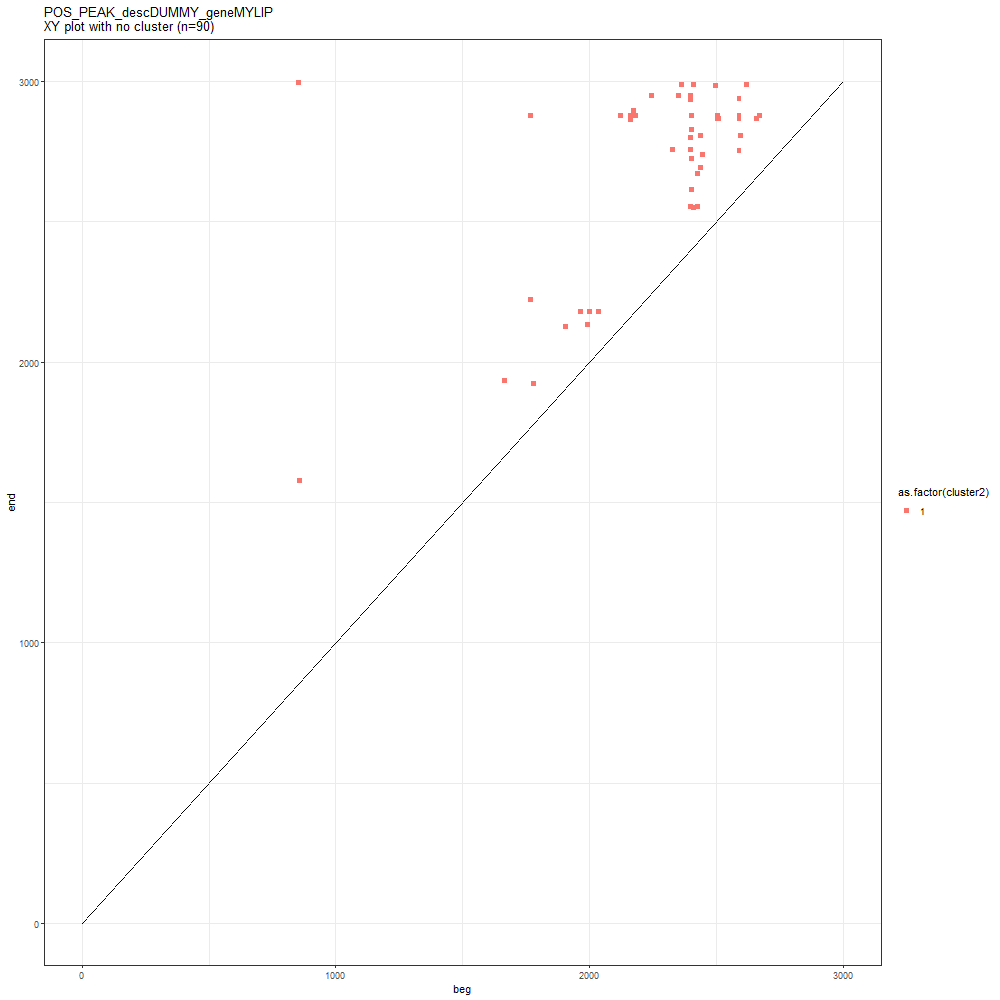 POS_PEAK_descDUMMY_geneMYLIP
XY plot with no cluster (n=90)
3000
2000
1000
0
end
0
1000
2000
3000
beg
as.factor(cluster2)
1